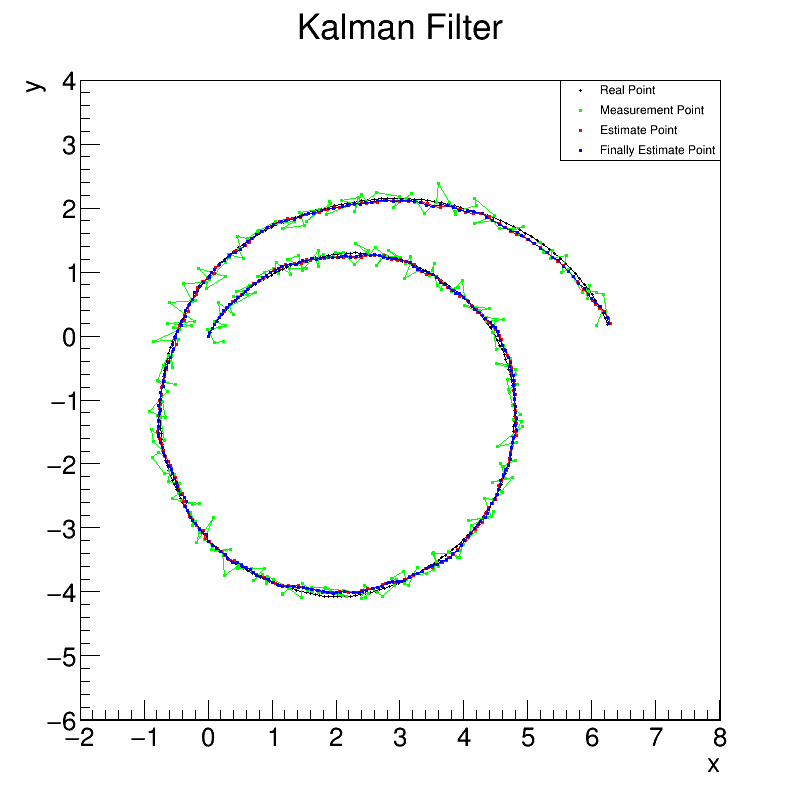 Kalman Filter
y
4
3
2
1
0
−1
−2
−3
−4
−5
−6
Real Point
Measurement Point
Estimate Point
Finally Estimate Point
−2 −1 0 1 2 3 4 5 6 7 8
x